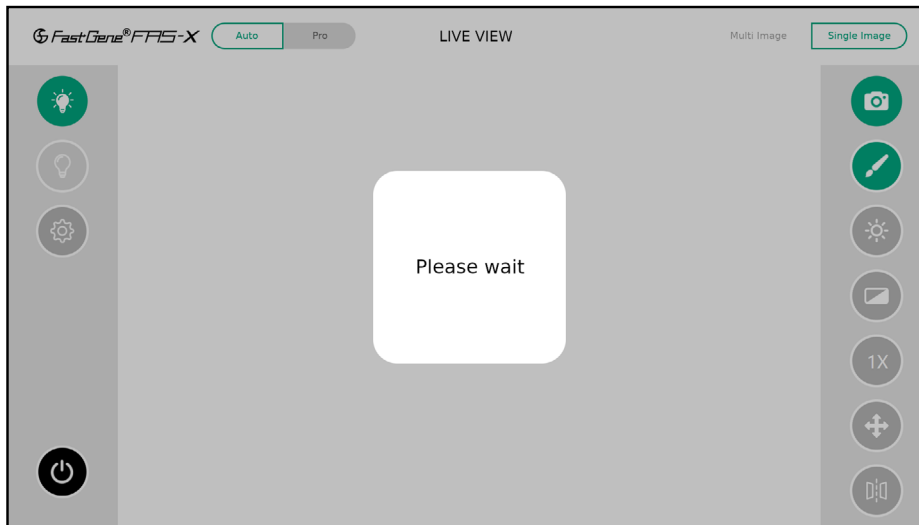 FastGene® FAS-X
Auto
Pro
LIVE VIEW
Multi Image
Single Image
Please wait
1X